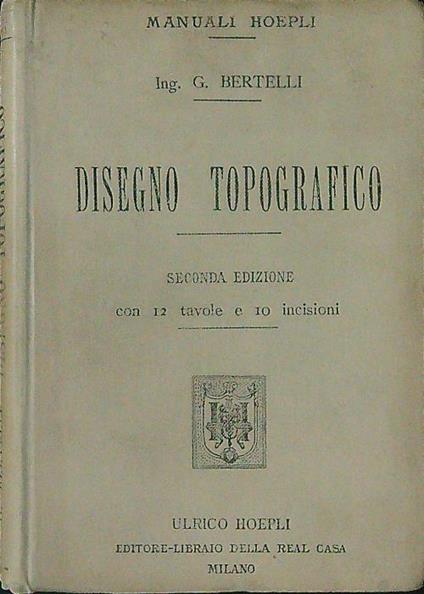 MANUALI HOEPLI
Ing. G. BERTELLI
DISEGNO TOPOGRAFICO
SECONDA EDIZIONE
con 12 tavole e 10 incisioni
ULRICO HOEPLI
EDITORE-LIBRAIO DELLA REAL CASA
MILANO